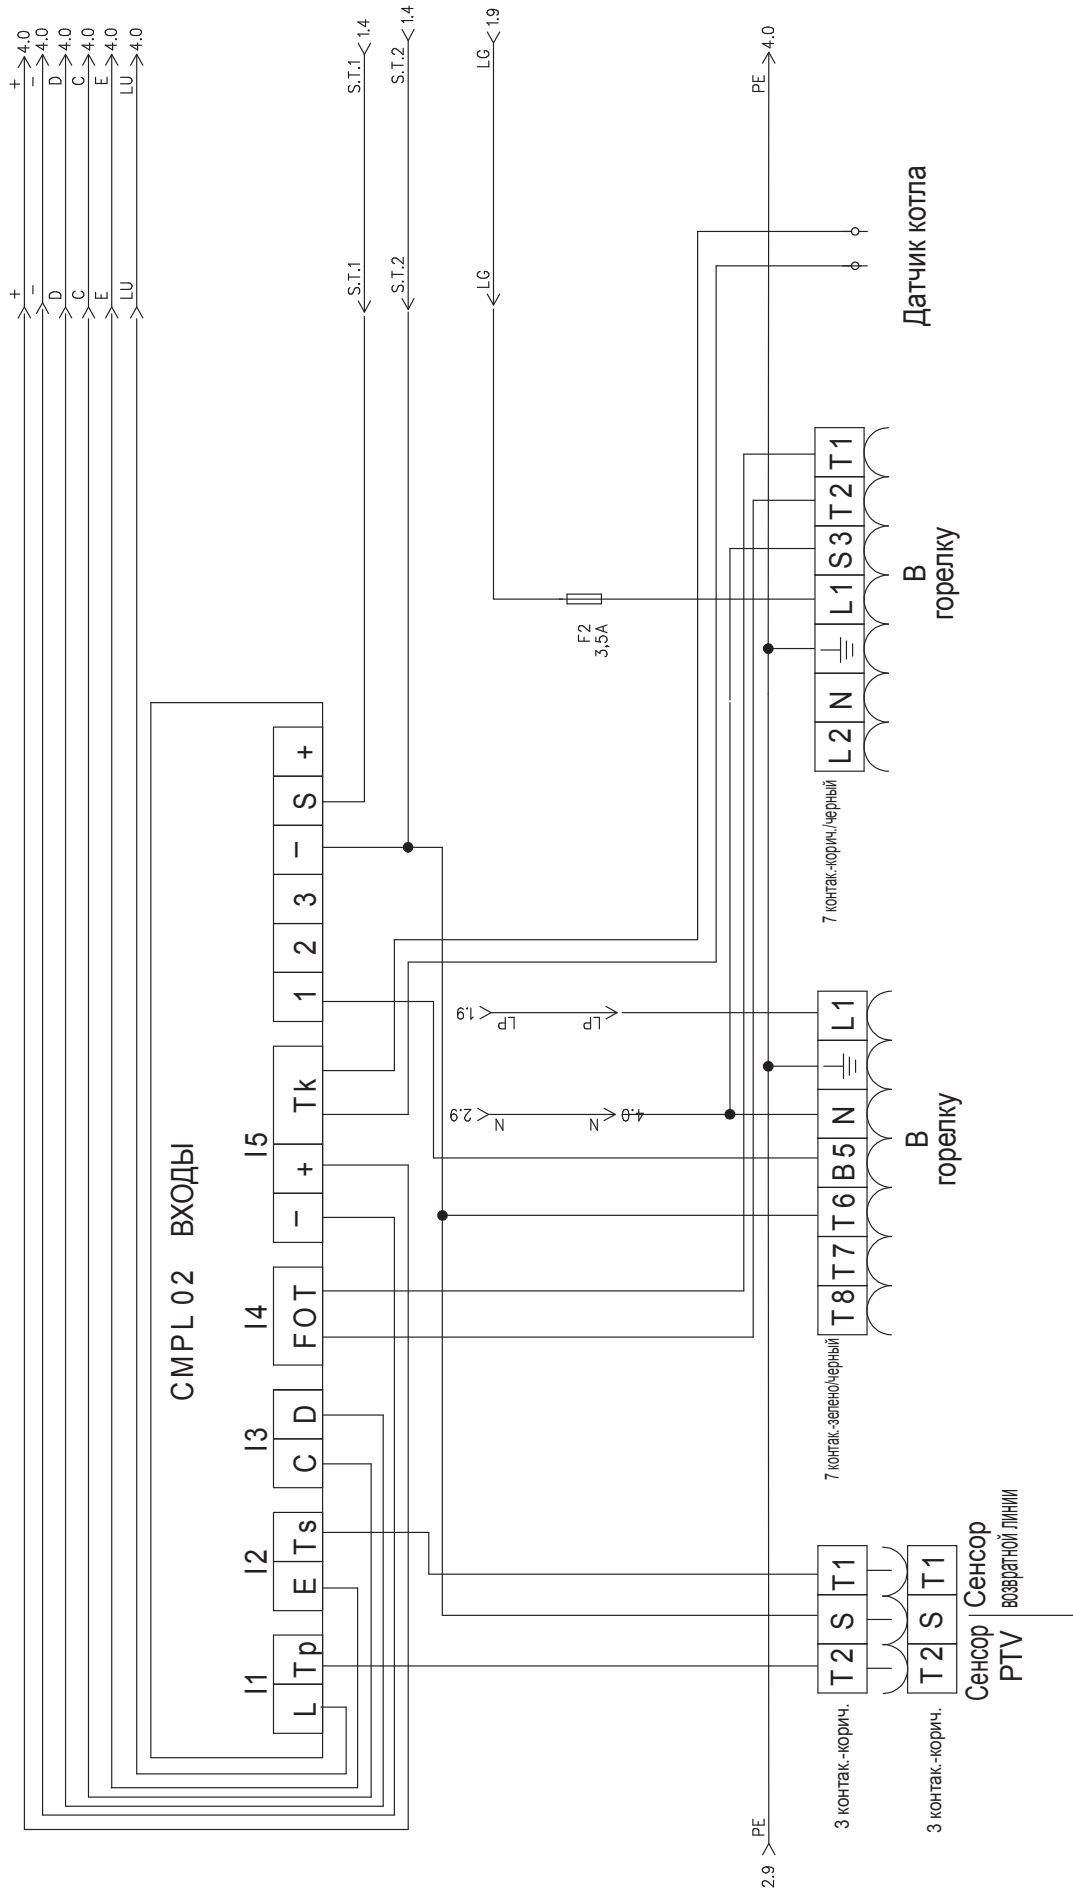 CMPL 02 ВХОДЫ
I1
I2
I3
I4
I5
L Tp
E Ts
C D
FOT
− + Tk
1 2 3 − S +
+
−
D
C
E
LU
+
−
D
C
E
LU
4.0
4.0
4.0
4.0
4.0
4.0
S.T.1
S.T.1
1.4
S.T.2
S.T.2
1.4
LG
LG
1.9
F2
3,5A
1.9
LP
LP
2.9
N
N
4.0
2.9
PE
PE
4.0
3 контак.-корич.
T2 S T1
3 контак.-корич.
T2 S T1
Сенсор
PTV
Сенсор
возвратной линии
7 контак.-зелено/черный
T8 T7 T6 B5 N L1
В
горелку
7 контак.-корич./черный
L2 N L1 S3 T2 T1
В
горелку
Датчик котла